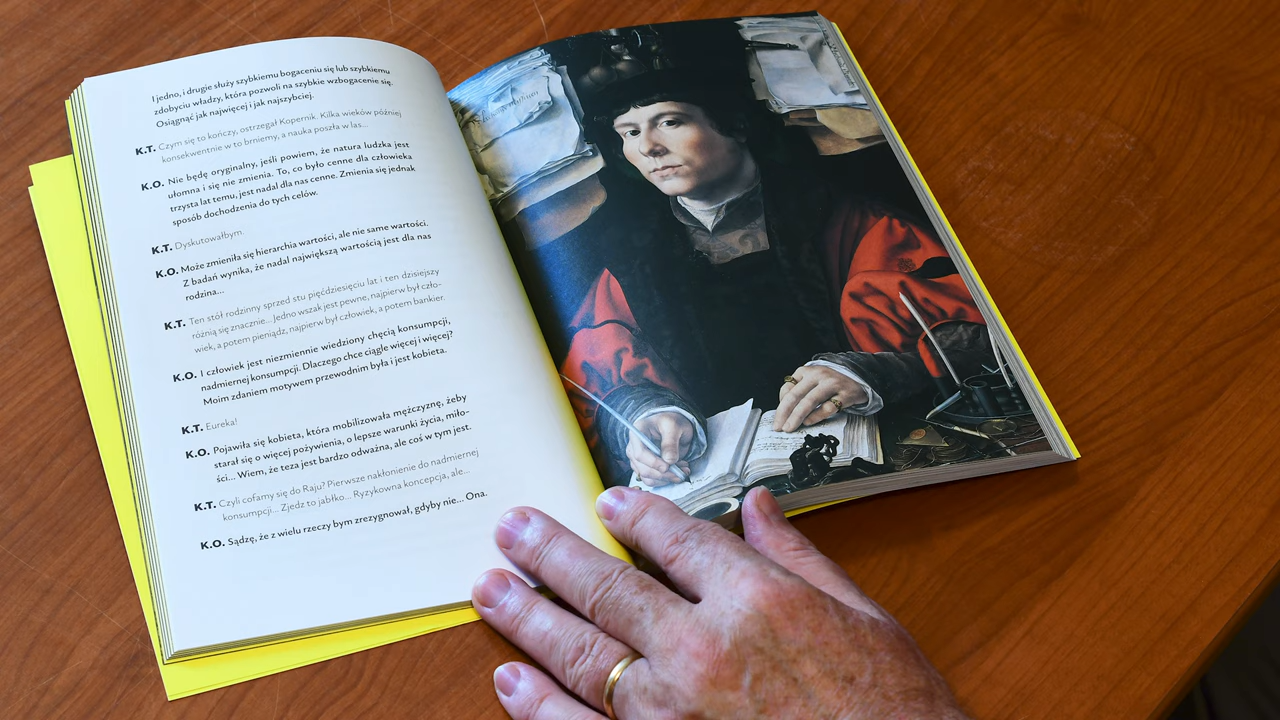 I jedno, i drugie służy szybkiemu bogaceniu się lub szybkiemu
zdobyciu władzy, która pozwoli na szybkie wzbogacenie się.
Osiągnąć jak najwięcej i jak najszybciej.
K.T. Czym się to kończy, ostrzegał Kopernik. Kilka wieków później
konsekwentnie w to brniemy, a nauka poszła w las...
K.O. Nie będę oryginalny, jeśli powiem, że natura ludzka jest
ułomna i się nie zmienia. To, co było cenne dla człowieka
trzysta lat temu, jest nadal dla nas cenne. Zmienia się jednak
sposób dochodzenia do tych celów.
K.T. Dyskutowałbym.
K.O. Może zmieniła się hierarchia wartości, ale nie same wartości.
Z badań wynika, że nadal największą wartością jest dla nas
rodzina...
K.T. Ten stół rodzinny sprzed stu pięćdziesięciu lat i ten dzisiejszy
różnią się znacznie... Jedno wszak jest pewne, najpierw był czło-
wiek, a potem pieniądz, najpierw był człowiek, a potem bankier.
K.O. I człowiek jest niezmiennie wiedziony chęcią konsumpcji,
nadmiernej konsumpcji. Dlaczego chce ciągle więcej i więcej?
Moim zdaniem motywem przewodnim była i jest kobieta.
K.T. Eureka!
K.O. Pojawiła się kobieta, która mobilizowała mężczyznę, żeby
starał się o więcej pożywienia, o lepsze warunki życia, miło-
ści... Wiem, że teza jest bardzo odważna, ale coś w tym jest.
K.T. Czyli cofamy się do Raju? Pierwsze nakłonienie do nadmiernej
konsumpcji... Zjedz to jabłko... Ryzykowna koncepcja, ale...
K.O. Sądzę, że z wielu rzeczy bym zrezygnował, gdyby nie... Ona.